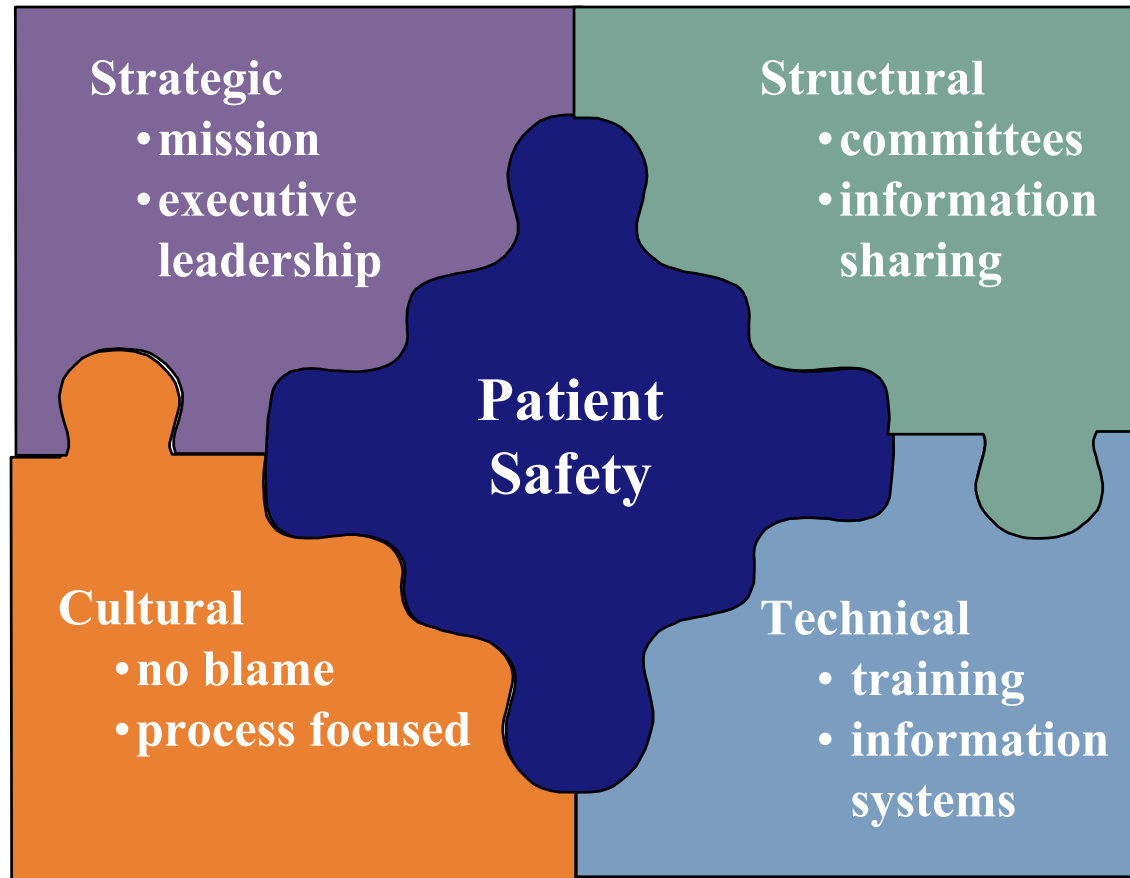 Strategic
•mission
•executive
leadership
Structural
•committees
•information
sharing
Patient
Safety
Cultural
•no blame
•process focused
Technical
• training
• information
systems